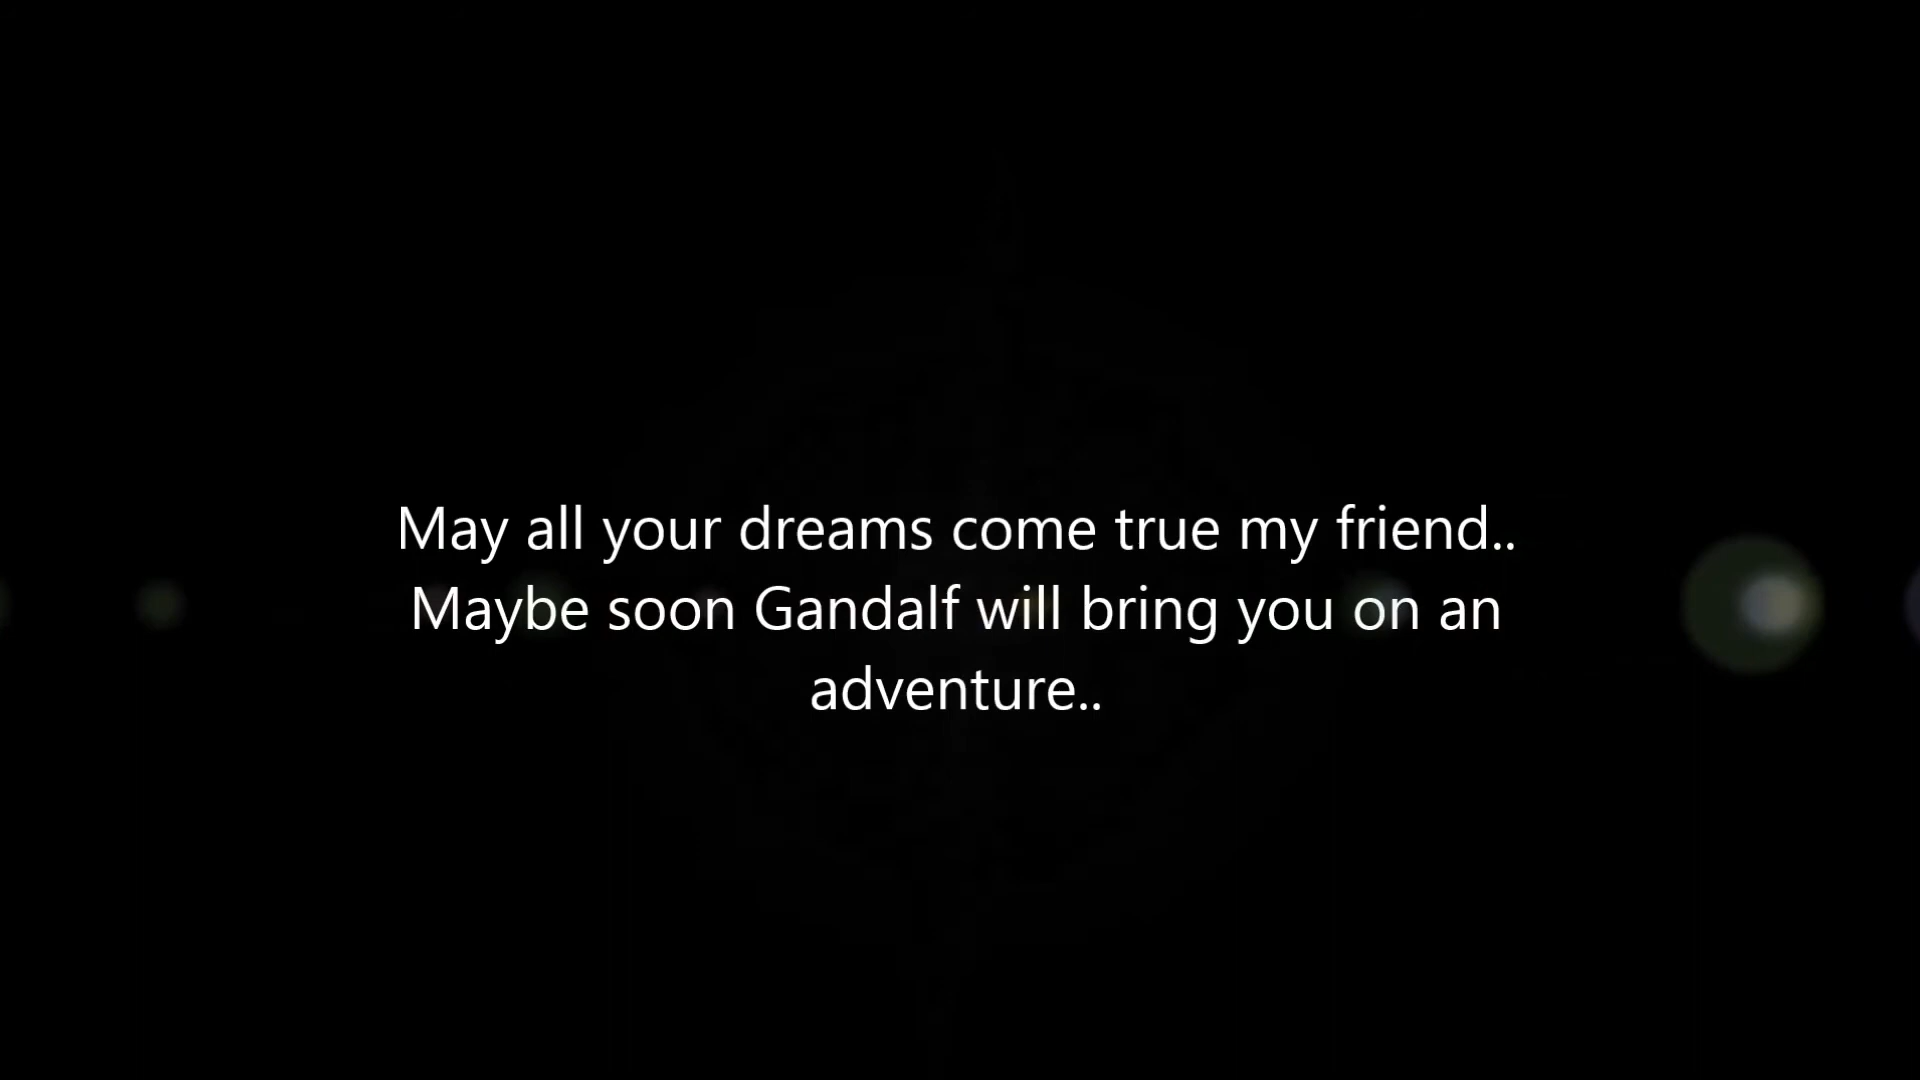 May all your dreams come true my friend..
Maybe soon Gandalf will bring you on an
adventure..